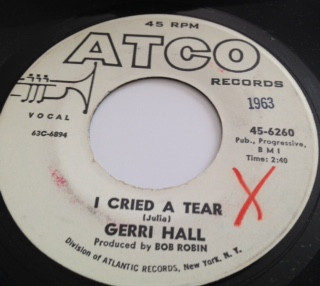 45 RPM
ATCO
RECORDS
1963
VOCAL
63C-6894
45-6260
Pub., Progressive,
BMI
Time: 2:40
I CRIED A TEAR
(Julia)
GERRI HALL
Produced by BOB ROBIN
Division of ATLANTIC RECORDS, New York, N. Y.
X